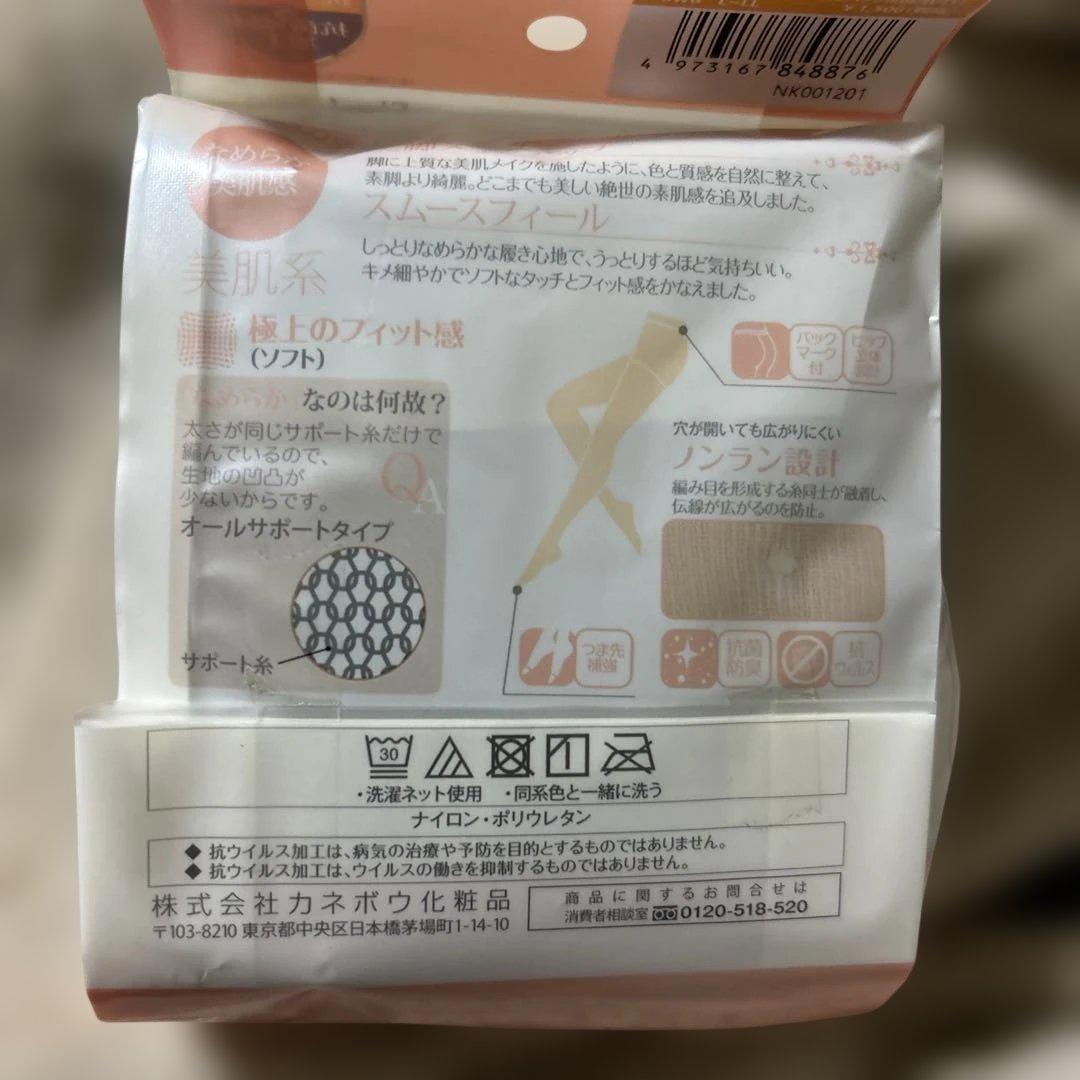 4 973167 848876
NK001201
なめらか
美肌感
脚に上質な美肌メイクを施したように、色と質感を自然に整えて、
素脚より綺麗。どこまでも美しい絶世の素肌感を追及しました。
スムースフィール
しっとりなめらかな履き心地で、うっとりするほど気持ちいい。
キメ細やかでソフトなタッチとフィット感をかなえました。
美肌系
極上のフィット感
(ソフト)
バック
マーク
付
ヒップ
立体
設計
なめらか なのは何故?
太さが同じサポート糸だけで
編んでいるので、
生地の凹凸が
少ないからです。
QA
オールサポートタイプ
サポート糸
穴が開いても広がりにくい
ノンラン設計
編み目を形成する糸同士が融着し、
伝線が広がるのを防止。
つま先
補強
抗菌
防臭
抗
ウィルス
30
・洗濯ネット使用 ・同系色と一緒に洗う
ナイロン・ポリウレタン
◆ 抗ウイルス加工は、病気の治療や予防を目的とするものではありません。
◆ 抗ウイルス加工は、ウイルスの働きを抑制するものではありません。
株式会社カネボウ化粧品
〒103-8210 東京都中央区日本橋茅場町1-14-10
商品に関するお問合せは
消費者相談室 0120-518-520